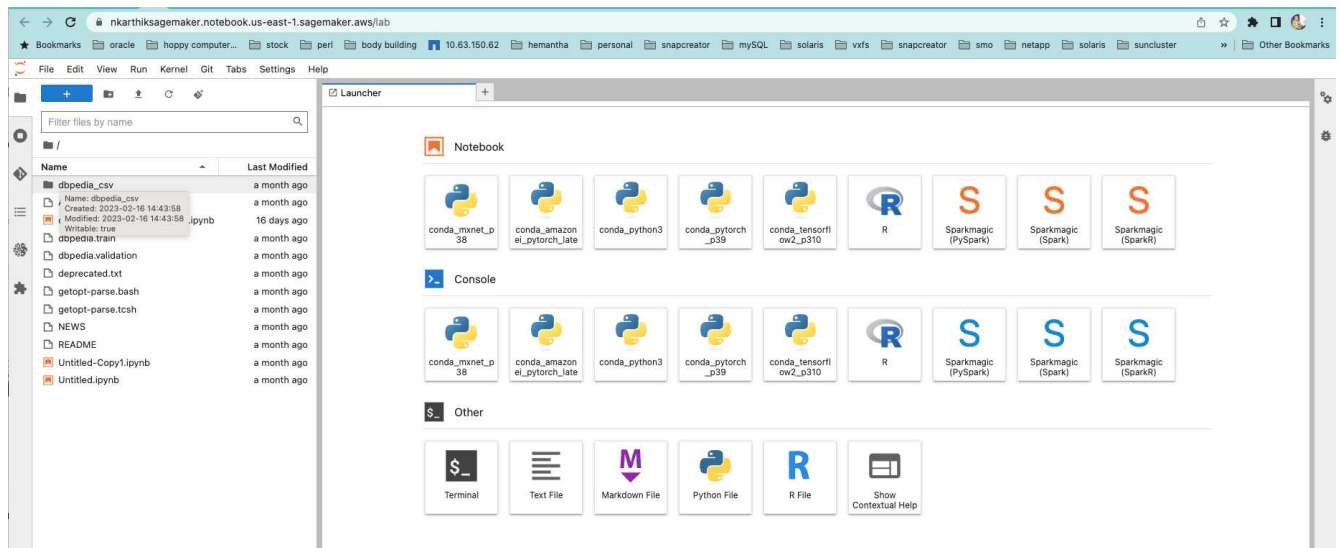 nkarthiksagemaker.notebook.us-east-1.sagemaker.aws/lab
Bookmarks oracle hoppy computer... stock perl body building 10.63.150.62 hemantha personal snapcreator mySQL solaris vxfs snapcreator smo netapp solaris suncluster » Other Bookmarks
File Edit View Run Kernel Git Tabs Settings Help
+ Launcher +
Filter files by name
/
Name Last Modified
dbpedia_csv a month ago
a month ago
Name: dbpedia_csv
Created: 2023-02-16 14:43:58
Modified: 2023-02-16 14:43:58
Writable: true
.ipynb 16 days ago
dbpedia.train a month ago
dbpedia.validation a month ago
deprecated.txt a month ago
getopt-parse.bash a month ago
getopt-parse.tcsh a month ago
NEWS a month ago
README a month ago
Untitled-Copy1.ipynb a month ago
Untitled.ipynb a month ago
Notebook
conda_mxnet_p
38
conda_amazon
ei_pytorch_late
conda_python3
conda_pytorch
_p39
conda_tensorfl
ow2_p310
R
R
Sparkmagic
(PySpark)
Sparkmagic
(Spark)
Sparkmagic
(SparkR)
Console
conda_mxnet_p
38
conda_amazon
ei_pytorch_late
conda_python3
conda_pytorch
_p39
conda_tensorfl
ow2_p310
R
R
Sparkmagic
(PySpark)
Sparkmagic
(Spark)
Sparkmagic
(SparkR)
$_ Other
$_
Terminal
Text File
M
Markdown File
Python File
R
R File
Show
Contextual Help